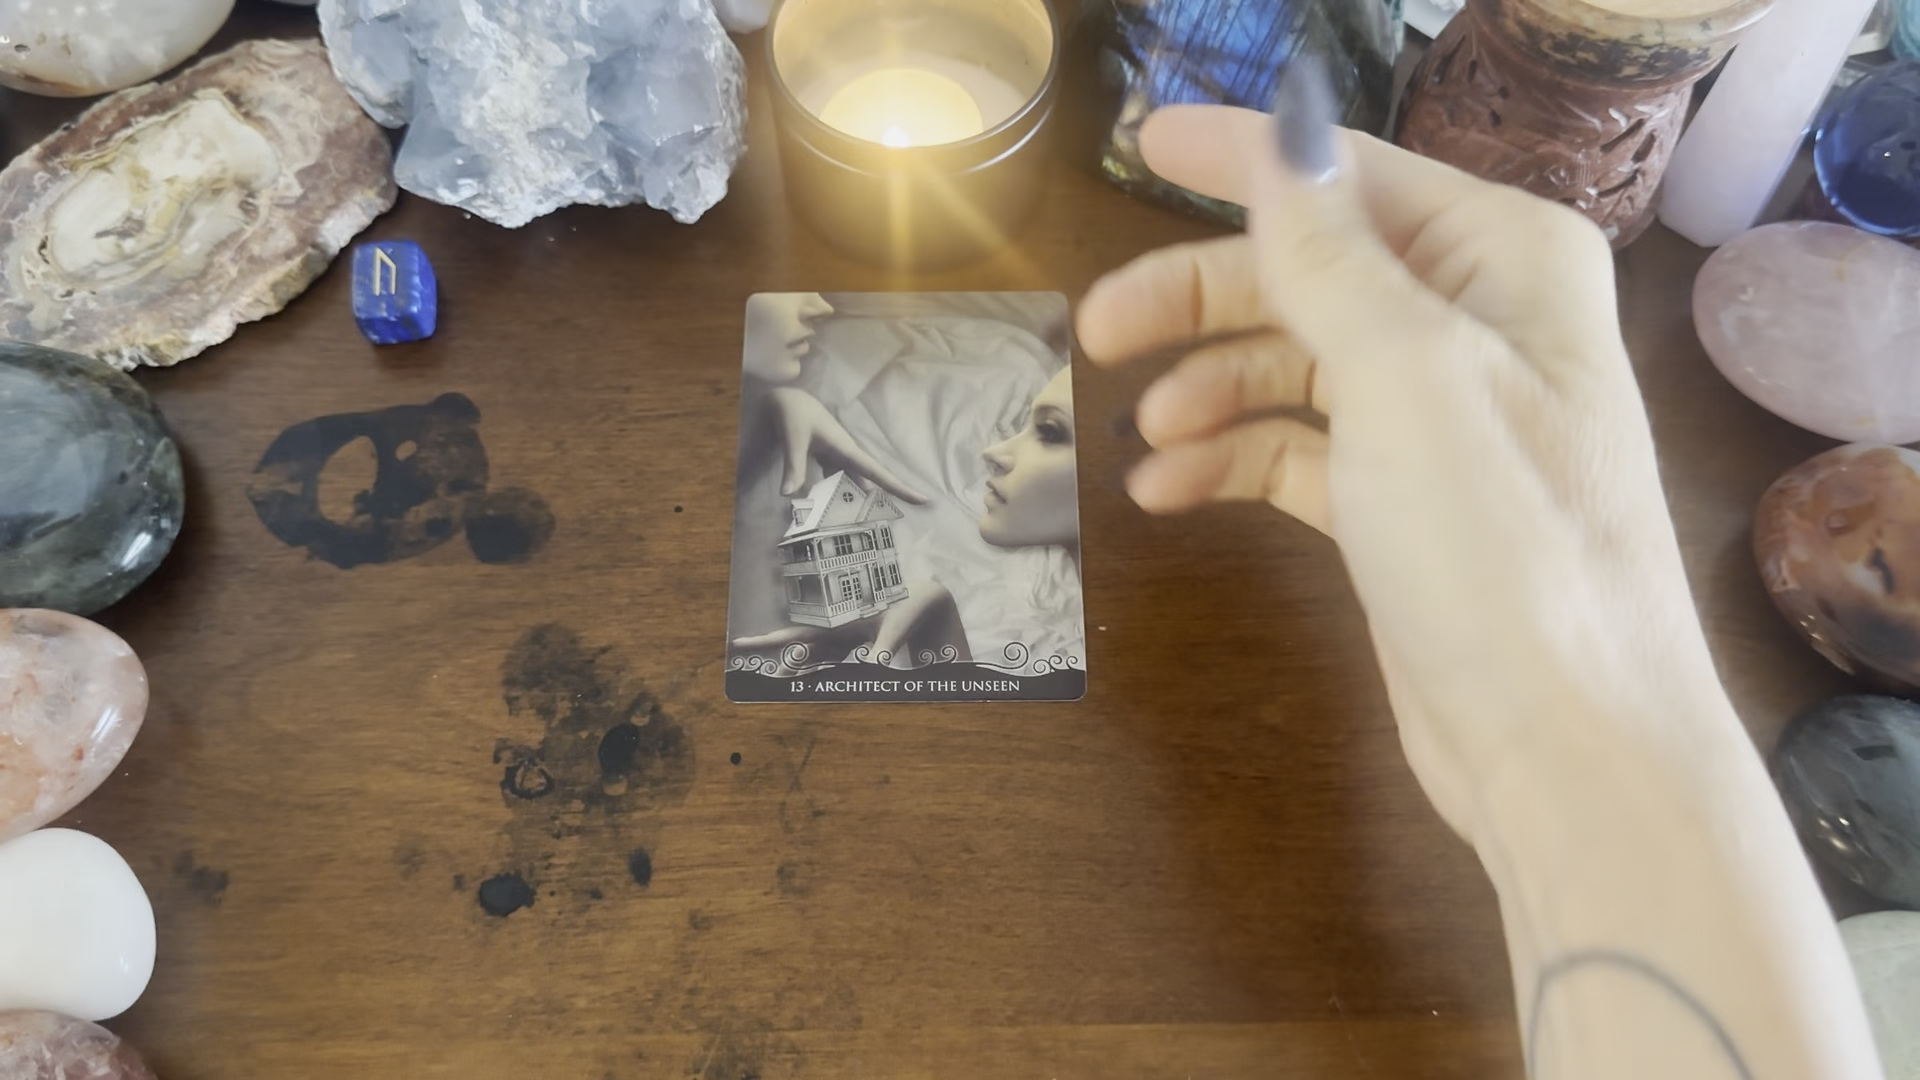 ᚢ
13 · ARCHITECT OF THE UNSEEN